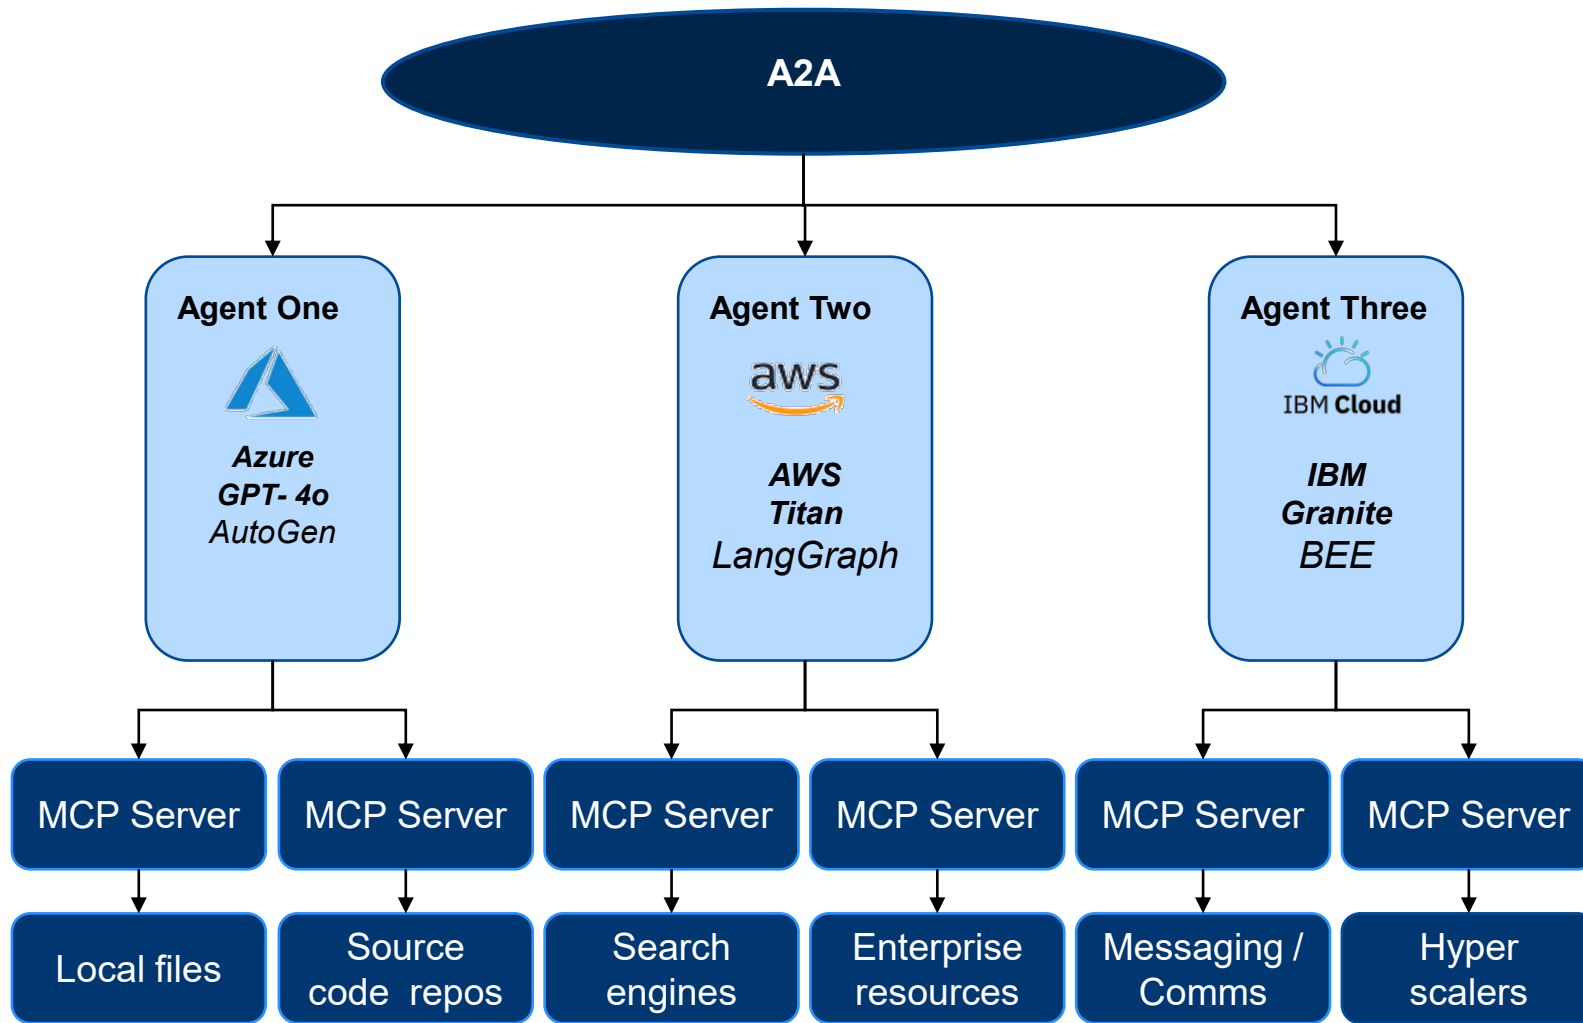 A2A
Agent One
Azure
GPT- 4o
AutoGen
Agent Two
aws
AWS
Titan
LangGraph
Agent Three
IBM Cloud
IBM
Granite
BEE
MCP Server
MCP Server
MCP Server
MCP Server
MCP Server
MCP Server
Local files
Source
code repos
Search
engines
Enterprise
resources
Messaging /
Comms
Hyper
scalers